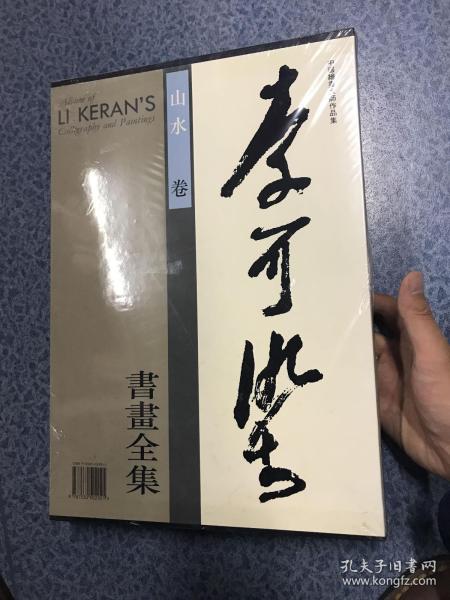 Album of
LI KERAN'S
Calligraphy and Paintings
山水
卷
李可染
書畫全集
孔夫子旧书网
www.kongfz.com